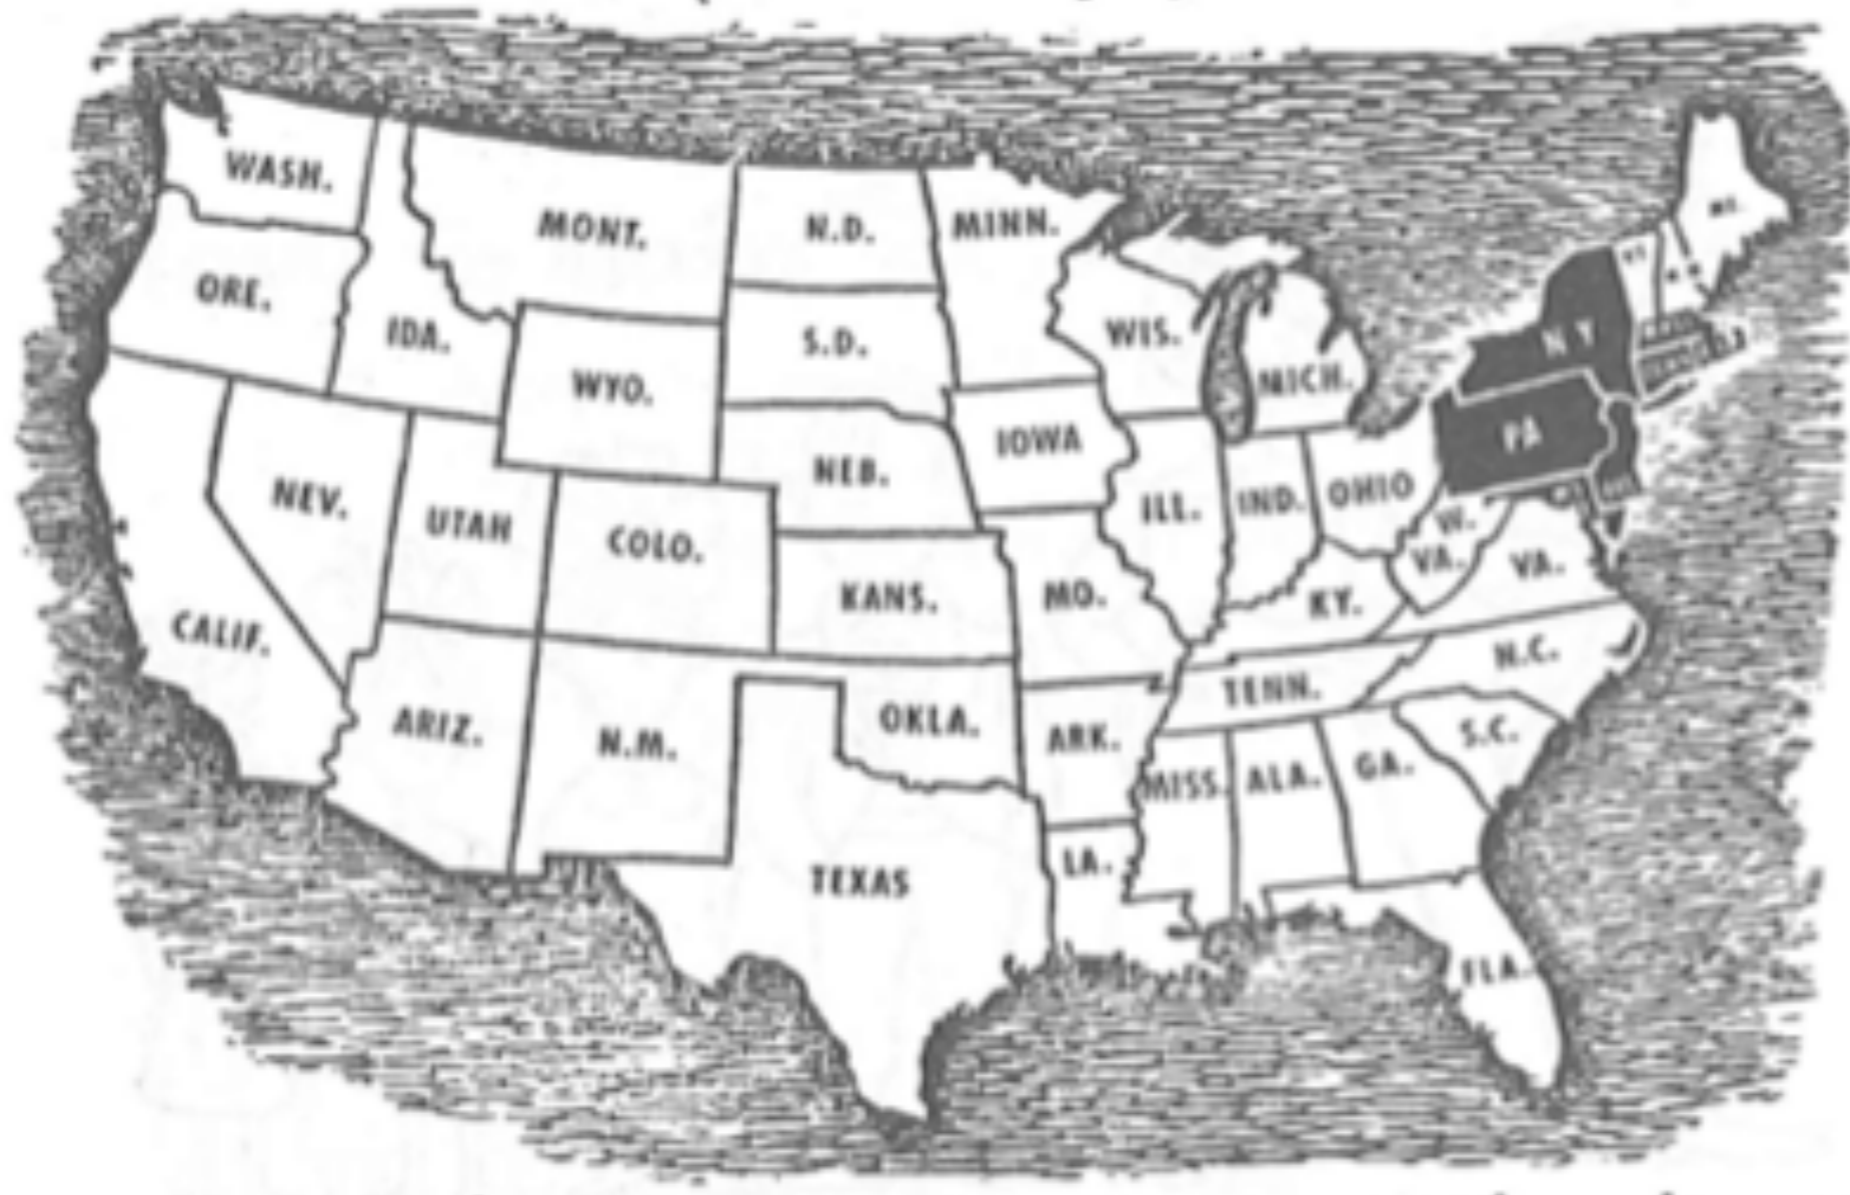 WASH.
MONT.
N.D.
MINN.
ORE.
IDA.
WYO.
S.D.
WIS.
MICH.
N Y
PA
NEV.
UTAH
COLO.
NEB.
IOWA
ILL.
IND.
OHIO
W.
VA.
VA.
CALIF.
KANS.
MO.
KY.
ARIZ.
N.M.
OKLA.
ARK.
TENN.
N.C.
S.C.
MISS.
ALA.
GA.
TEXAS
LA.
FLA.